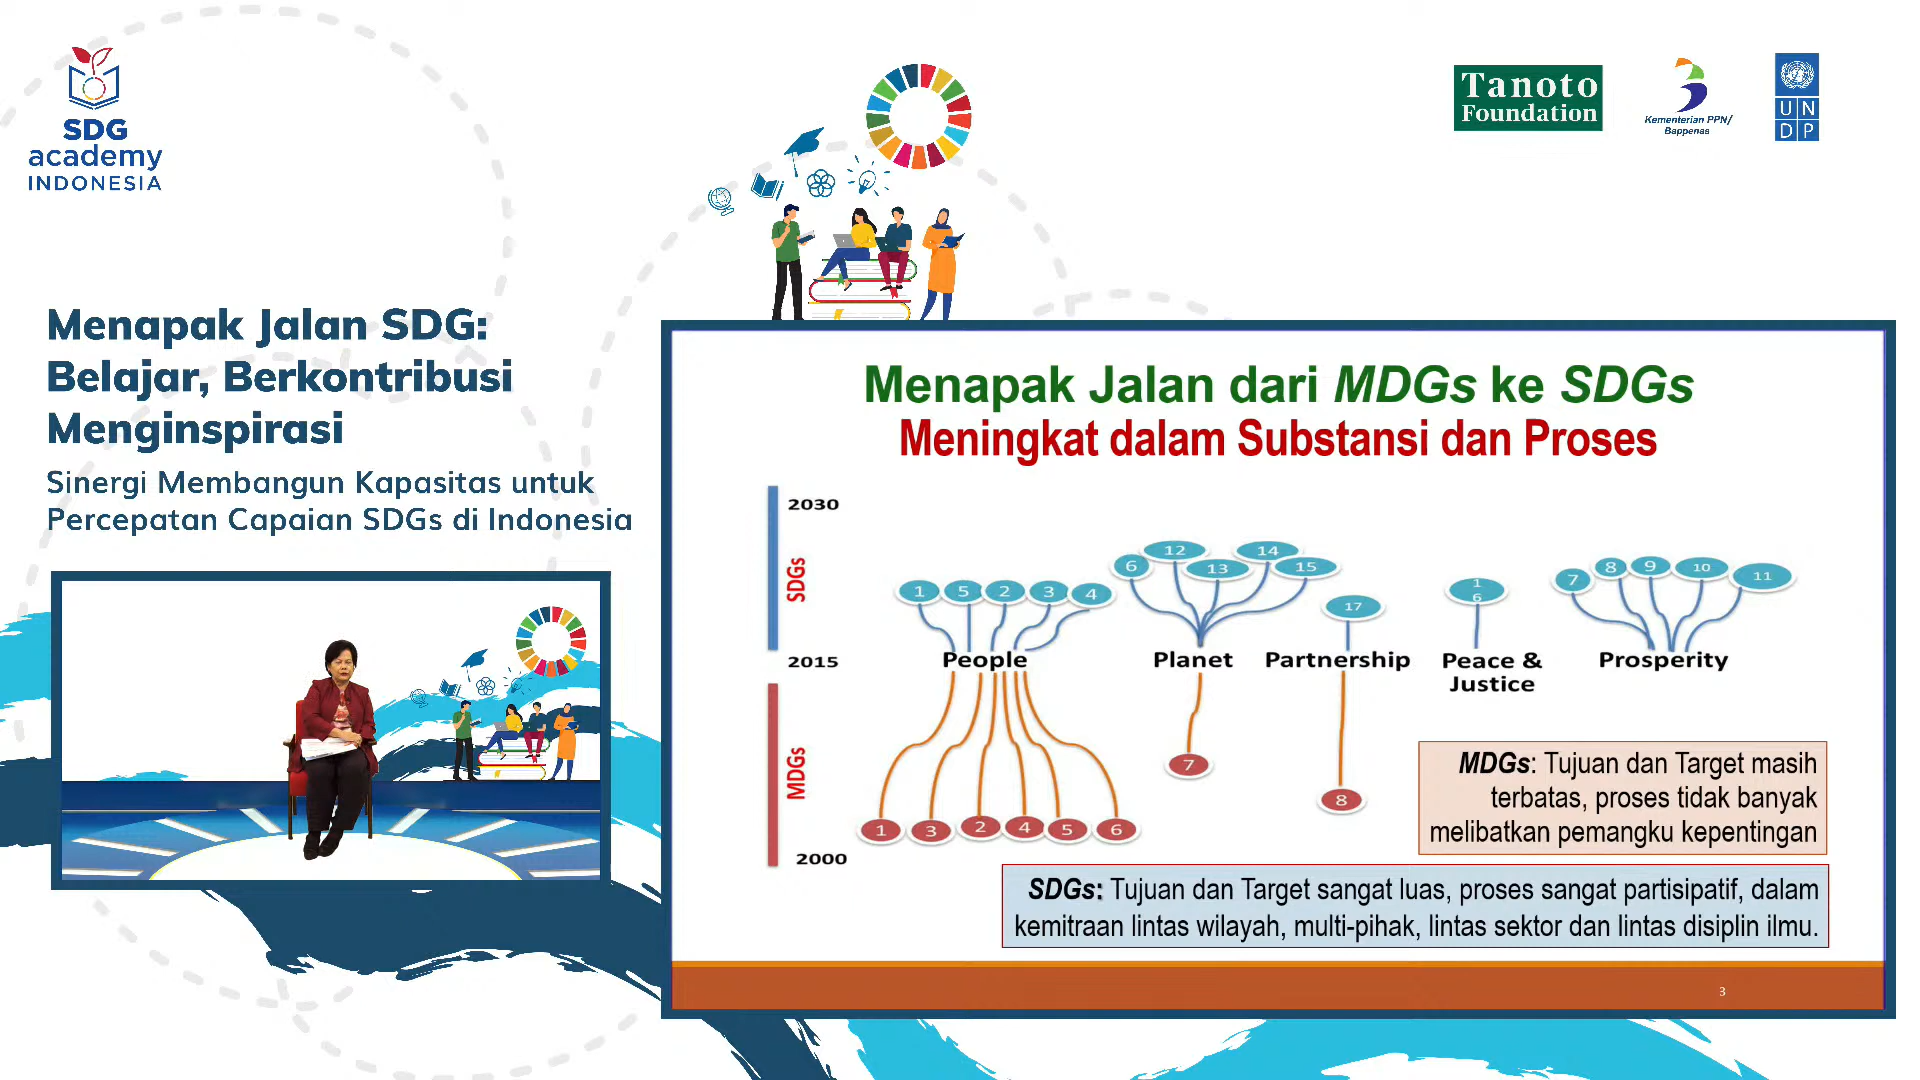 SDG
academy
INDONESIA
Tanoto
Foundation
Kementerian PPN/
Bappenas
U N
D P
Menapak Jalan SDG:
Belajar, Berkontribusi
Menginspirasi
Sinergi Membangun Kapasitas untuk
Percepatan Capaian SDGs di Indonesia
Menapak Jalan dari MDGs ke SDGs
Meningkat dalam Substansi dan Proses
2030
SDGs
2015
MDGs
2000
1 5 2 3 4
6 12 13 14 15
17
1
6
7 8 9 10 11
People
Planet
Partnership
Peace &
Justice
Prosperity
1 3 2 4 5 6
7
8
MDGs: Tujuan dan Target masih
terbatas, proses tidak banyak
melibatkan pemangku kepentingan
SDGs: Tujuan dan Target sangat luas, proses sangat partisipatif, dalam
kemitraan lintas wilayah, multi-pihak, lintas sektor dan lintas disiplin ilmu.
3